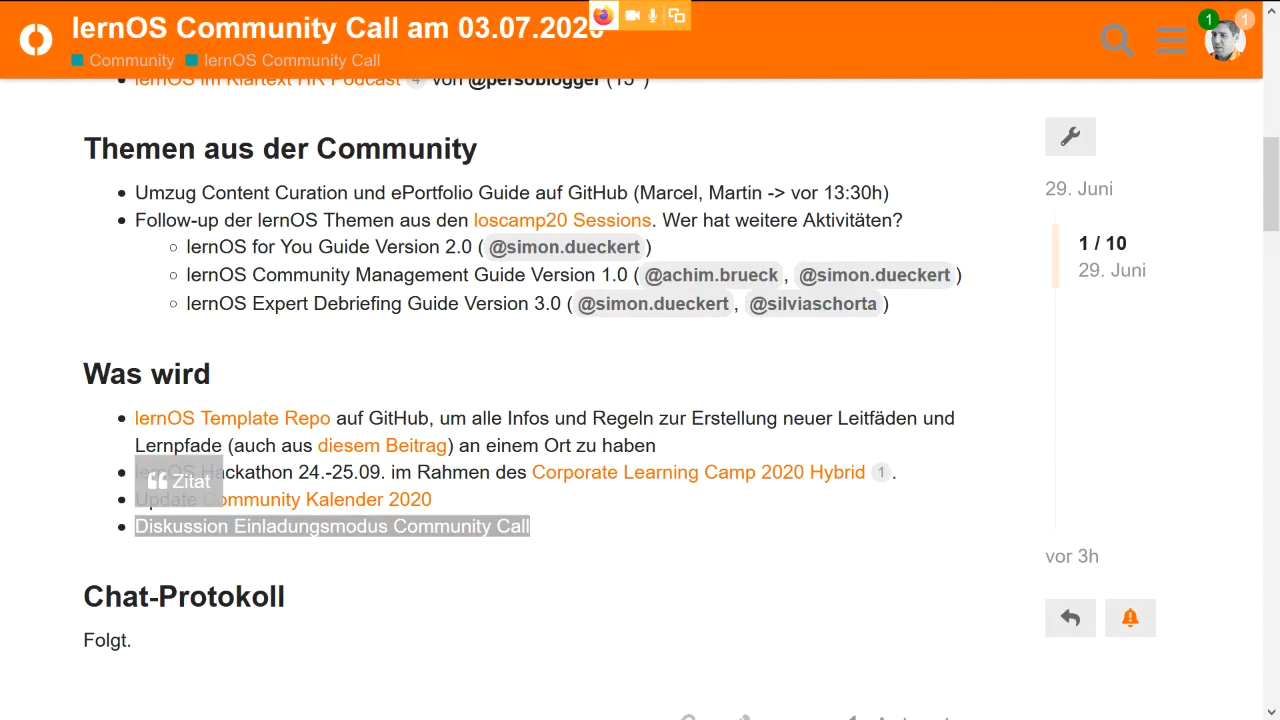 lernOS Community Call am 03.07.2020
Community lernOS Community Call
1 1
lernOS im Klartext HR Podcast 4 von @persoblogger (15")
Themen aus der Community
29. Juni
Umzug Content Curation und ePortfolio Guide auf GitHub (Marcel, Martin -> vor 13:30h)
Follow-up der lernOS Themen aus den loscamp20 Sessions. Wer hat weitere Aktivitäten?
lernOS for You Guide Version 2.0 ( @simon.dueckert )
lernOS Community Management Guide Version 1.0 ( @achim.brueck , @simon.dueckert )
lernOS Expert Debriefing Guide Version 3.0 ( @simon.dueckert , @silviaschorta )
1 / 10
29. Juni
Was wird
lernOS Template Repo auf GitHub, um alle Infos und Regeln zur Erstellung neuer Leitfäden und
Lernpfade (auch aus diesem Beitrag) an einem Ort zu haben
lernOS Hackathon 24.-25.09. im Rahmen des Corporate Learning Camp 2020 Hybrid 1 .
Zitat
Update Community Kalender 2020
Diskussion Einladungsmodus Community Call
vor 3h
Chat-Protokoll
Folgt.